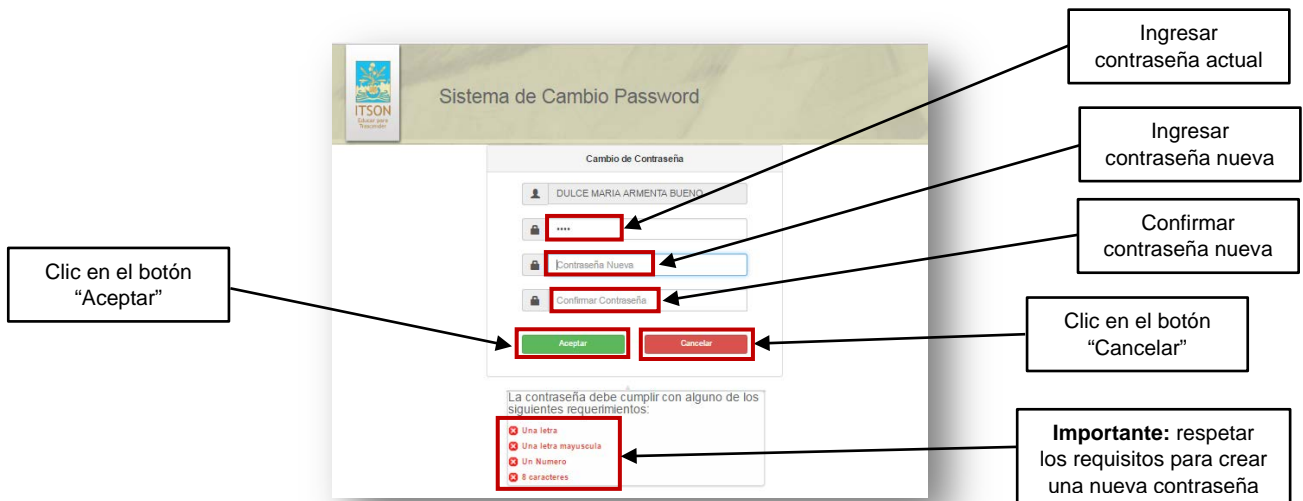 Ingresar
contraseña actual
ITSON
Educar para
Trascender
Sistema de Cambio Password
Ingresar
contraseña nueva
Cambio de Contraseña
DULCE MARIA ARMENTA BUENO
••••
Confirmar
contraseña nueva
Contraseña Nueva
Clic en el botón
“Aceptar”
Confirmar Contraseña
Aceptar
Cancelar
Clic en el botón
“Cancelar”
La contraseña debe cumplir con alguno de los
siguientes requerimientos:
Una letra
Una letra mayuscula
Un Numero
8 caracteres
Importante: respetar
los requisitos para crear
una nueva contraseña